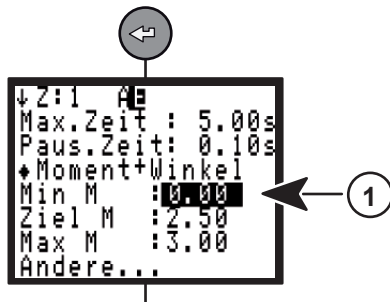 ↓Z:1 AE
Max.Zeit : 5.00s
Paus.Zeit: 0.10s
◆Moment+Winkel
Min M :0.00
Ziel M :2.50
Max M :3.00
Andere...
1